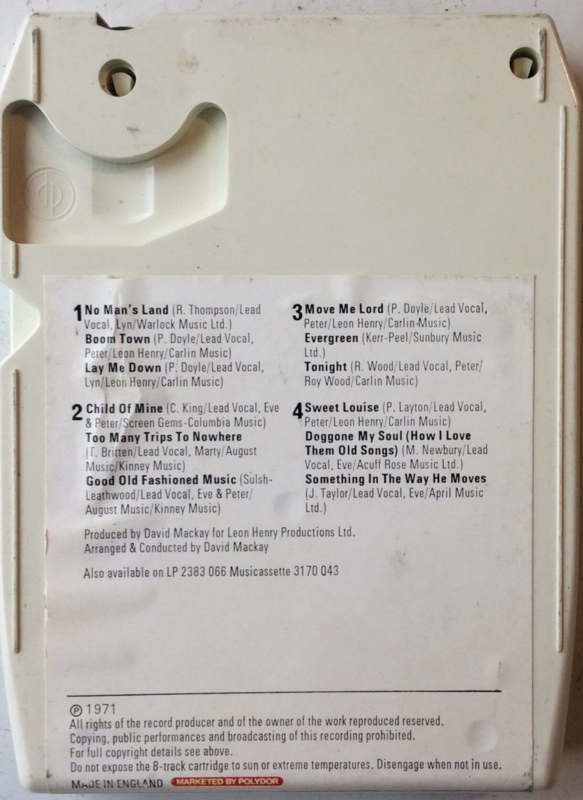 1 No Man's Land (R. Thompson/Lead
Vocal, Lyn/Warlock Music Ltd.)
Boom Town (P. Doyle/Lead Vocal,
Peter/Leon Henry/Carlin Music)
Lay Me Down (P. Doyle/Lead Vocal,
Lyn/Leon Henry/Carlin Music)
2 Child Of Mine (C. King/Lead Vocal, Eve
& Peter/Screen Gems-Columbia Music)
Too Many Trips To Nowhere
(T. Britten/Lead Vocal, Marty/August
Music/Kinney Music)
Good Old Fashioned Music (Sulsh-
Leathwood/Lead Vocal, Eve & Peter/
August Music/Kinney Music)
3 Move Me Lord (P. Doyle/Lead Vocal,
Peter/Leon Henry/Carlin Music)
Evergreen (Kerr-Peel/Sunbury Music
Ltd.)
Tonight (R. Wood/Lead Vocal, Peter/
Roy Wood/Carlin Music)
4 Sweet Louise (P. Layton/Lead Vocal,
Peter/Leon Henry/Carlin Music)
Doggone My Soul (How I Love
Them Old Songs) (M. Newbury/Lead
Vocal, Eve/Acuff Rose Music Ltd.)
Something In The Way He Moves
(J. Taylor/Lead Vocal, Eve/April Music
Ltd.)
Produced by David Mackay for Leon Henry Productions Ltd.
Arranged & Conducted by David Mackay
Also available on LP 2383 066 Musicassette 3170 043
℗ 1971
All rights of the record producer and of the owner of the work reproduced reserved.
Copying, public performances and broadcasting of this recording prohibited.
For full copyright details see above.
Do not expose the 8-track cartridge to sun or extreme temperatures. Disengage when not in use.
MADE IN ENGLAND MARKETED BY POLYDOR